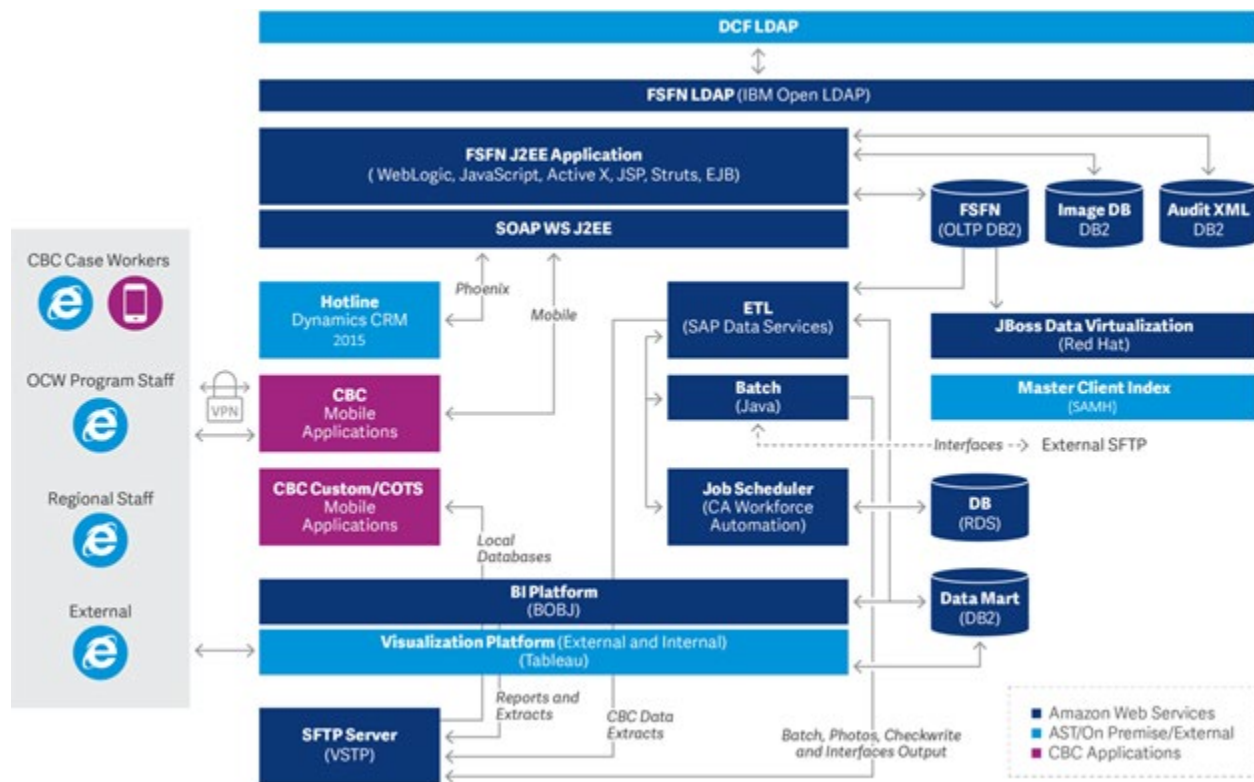 DCF LDAP
FSFN LDAP (IBM Open LDAP)
FSFN J2EE Application
( WebLogic, JavaScript, Active X, JSP, Struts, EJB)
SOAP WS J2EE
FSFN
(OLTP DB2)
Image DB
DB2
Audit XML
DB2
CBC Case Workers
OCW Program Staff
Regional Staff
External
VPN
Hotline
Dynamics CRM
2015
Phoenix
Mobile
CBC
Mobile
Applications
CBC Custom/COTS
Mobile
Applications
Local
Databases
ETL
(SAP Data Services)
Batch
(Java)
Job Scheduler
(CA Workforce
Automation)
JBoss Data Virtualization
(Red Hat)
Master Client Index
(SAMH)
Interfaces
External SFTP
DB
(RDS)
Data Mart
(DB2)
BI Platform
(BOBJ)
Visualization Platform (External and Internal)
(Tableau)
Reports and
Extracts
SFTP Server
(VSTP)
CBC Data
Extracts
Batch, Photos, Checkwrite
and Interfaces Output
Amazon Web Services
AST/On Premise/External
CBC Applications